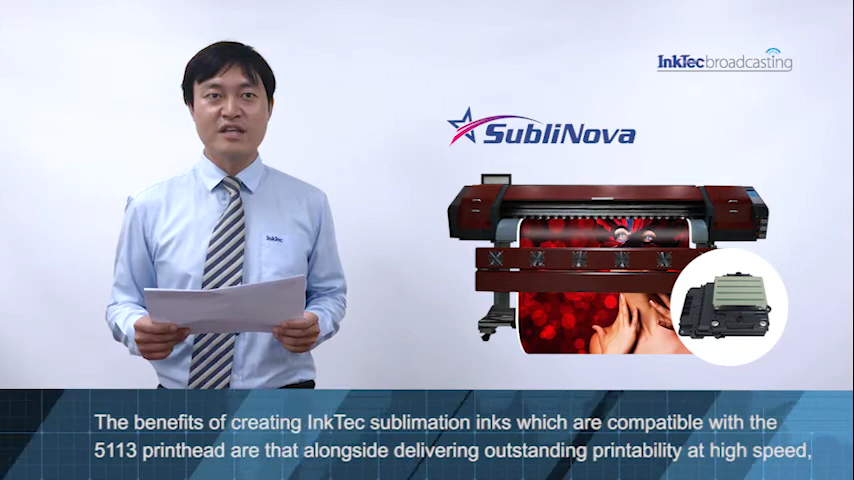 InkTec broadcasting
SubliNova
InkTec
The benefits of creating InkTec sublimation inks which are compatible with the
5113 printhead are that alongside delivering outstanding printability at high speed,